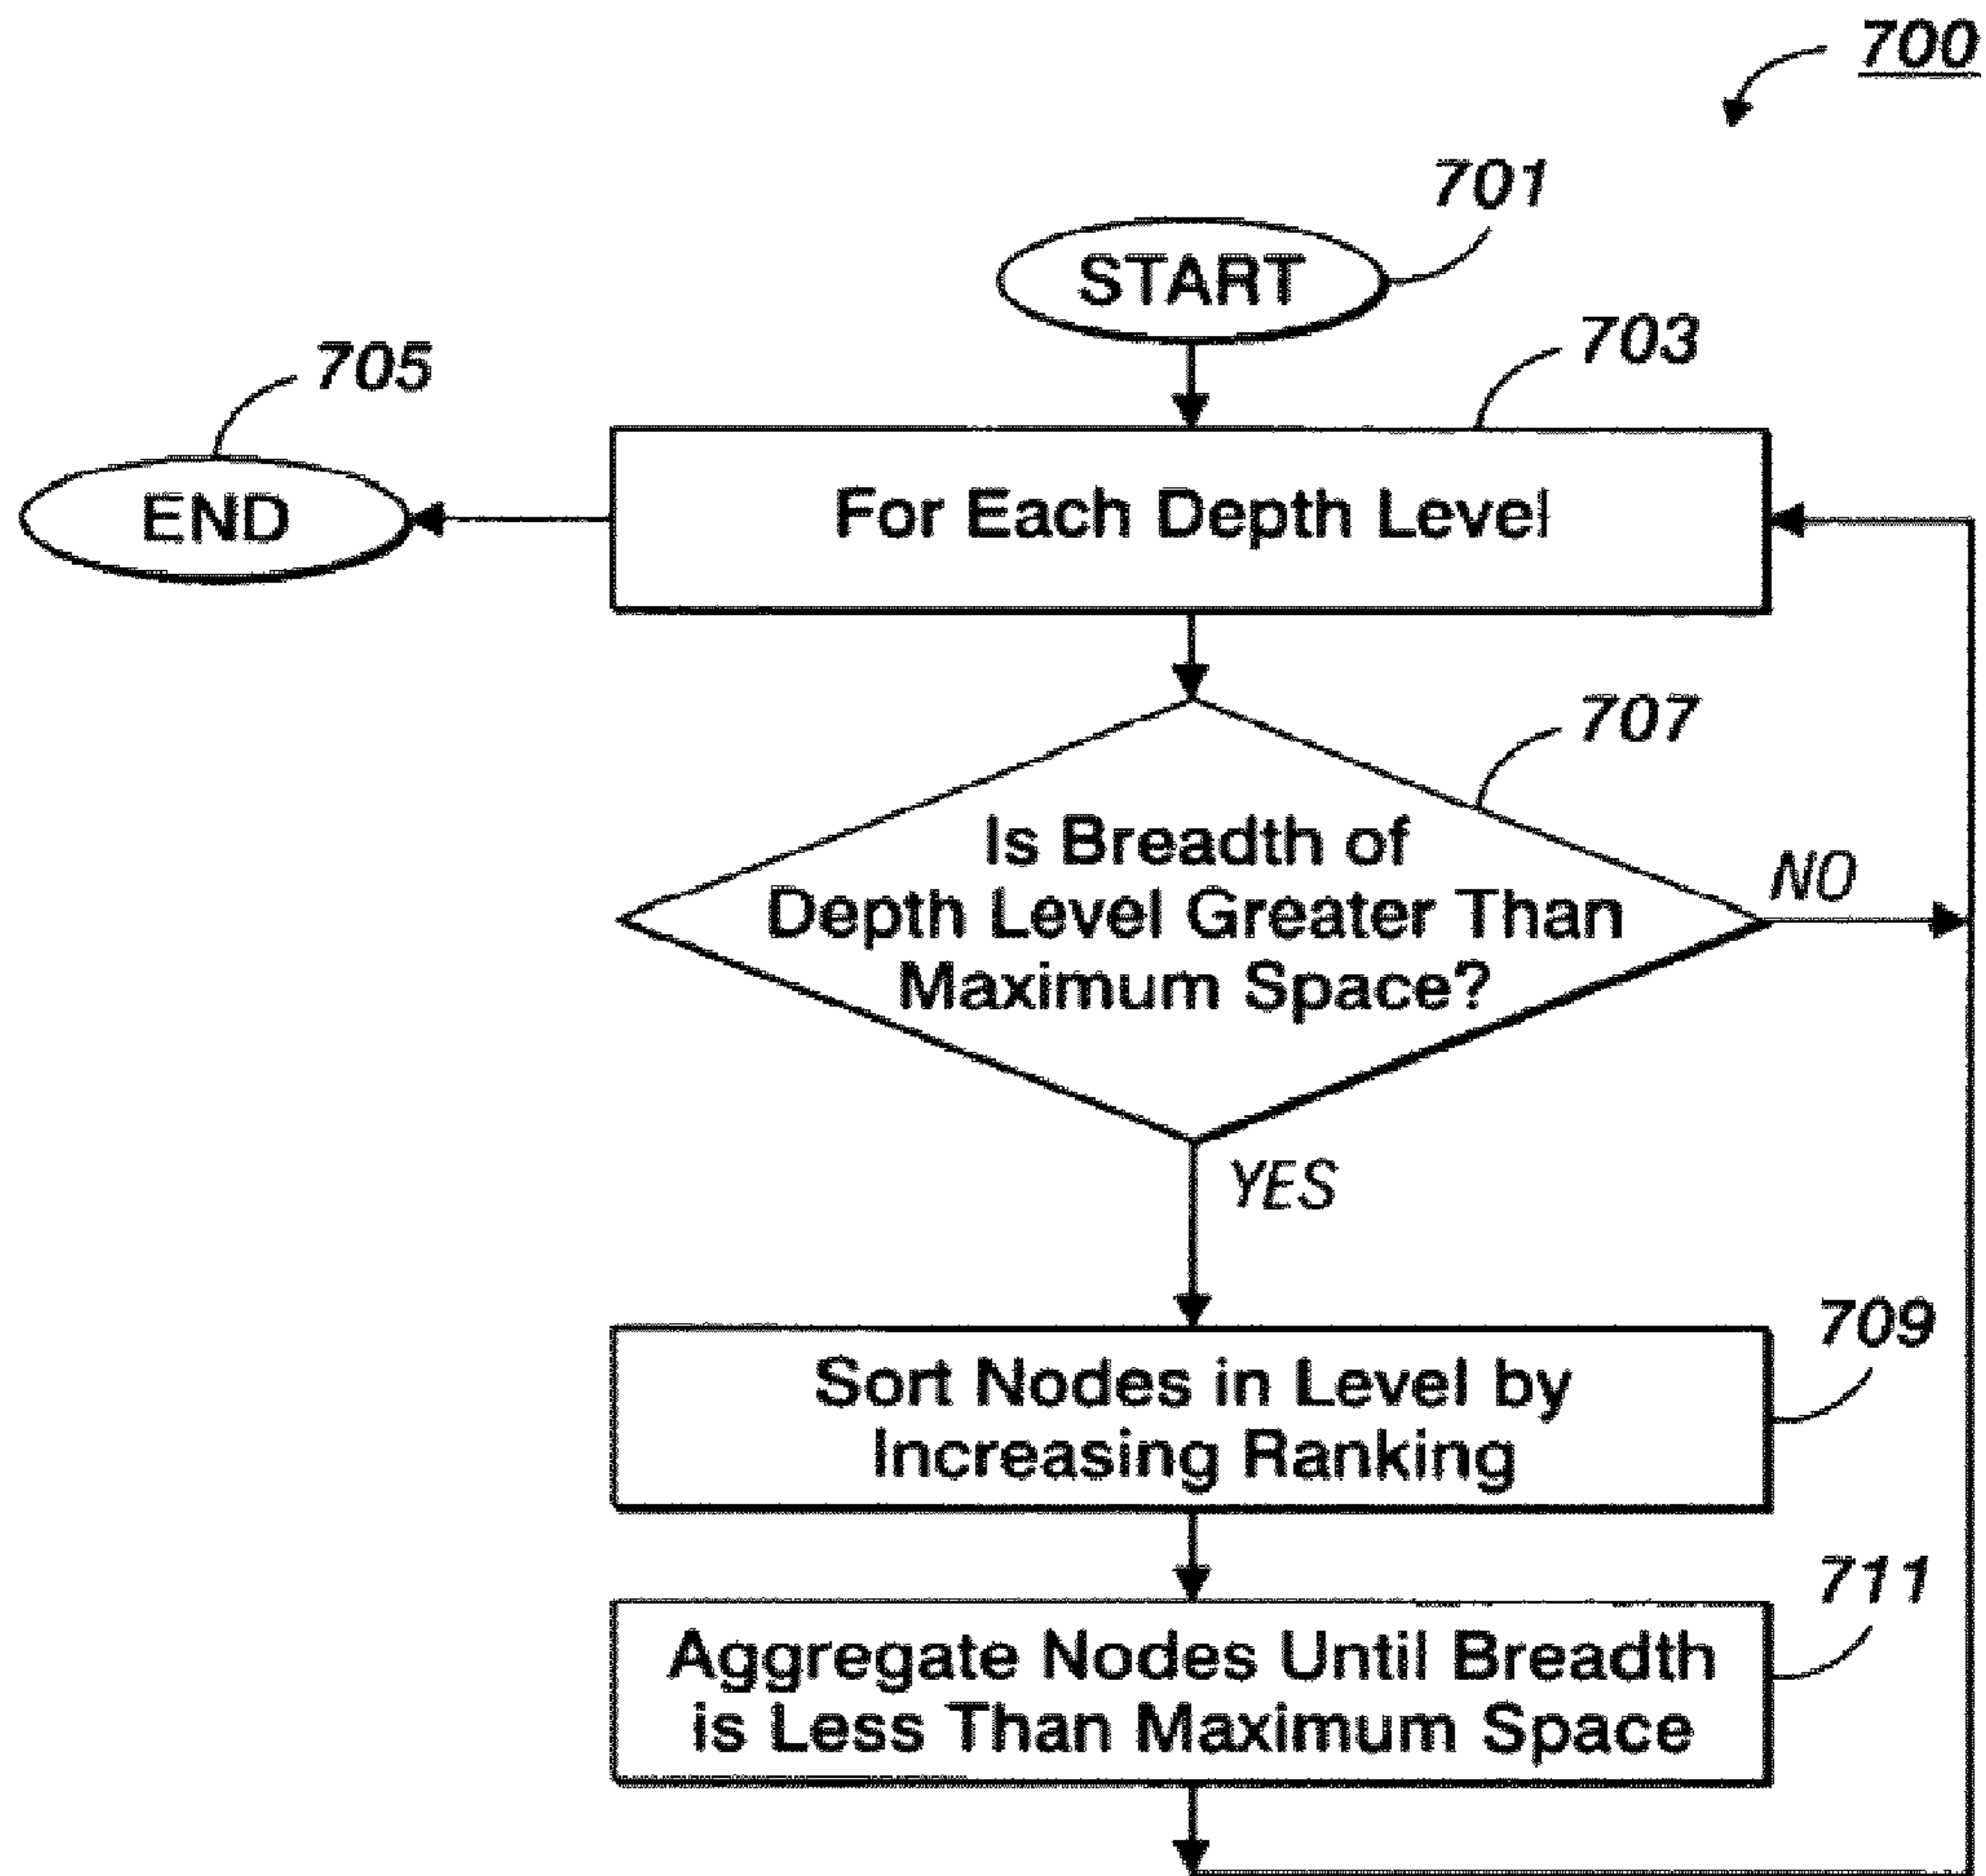 700
701
START
703
705
END
For Each Depth Level
707
Is Breadth of
Depth Level Greater Than
Maximum Space?
NO
YES
709
Sort Nodes in Level by
Increasing Ranking
711
Aggregate Nodes Until Breadth
is Less Than Maximum Space